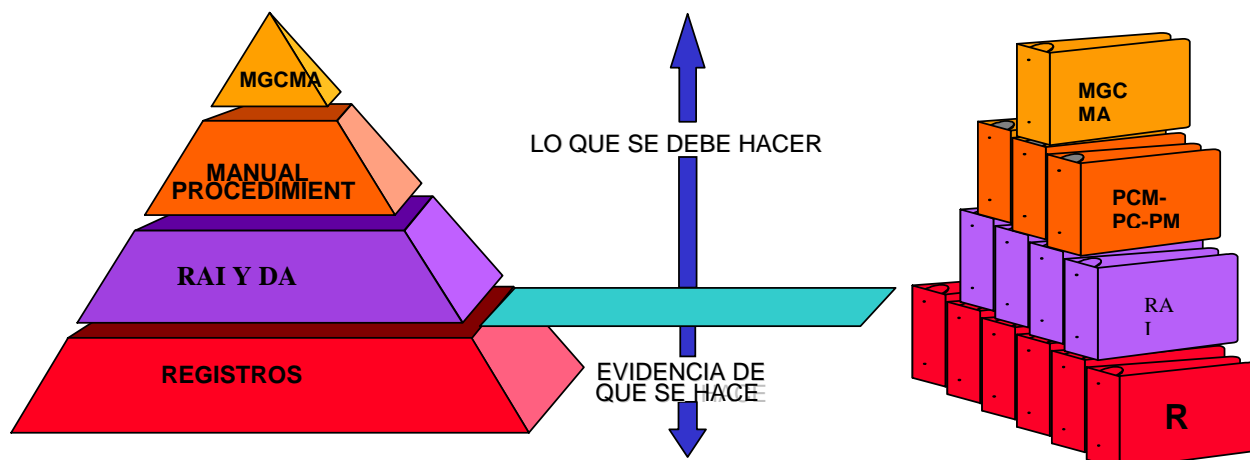 MGCMA
MANUAL
PROCEDIMIENT
RAI Y DA
REGISTROS
LO QUE SE DEBE HACER
EVIDENCIA DE
QUE SE HACE
MGC
MA
PCM-
PC-PM
RA
I
R